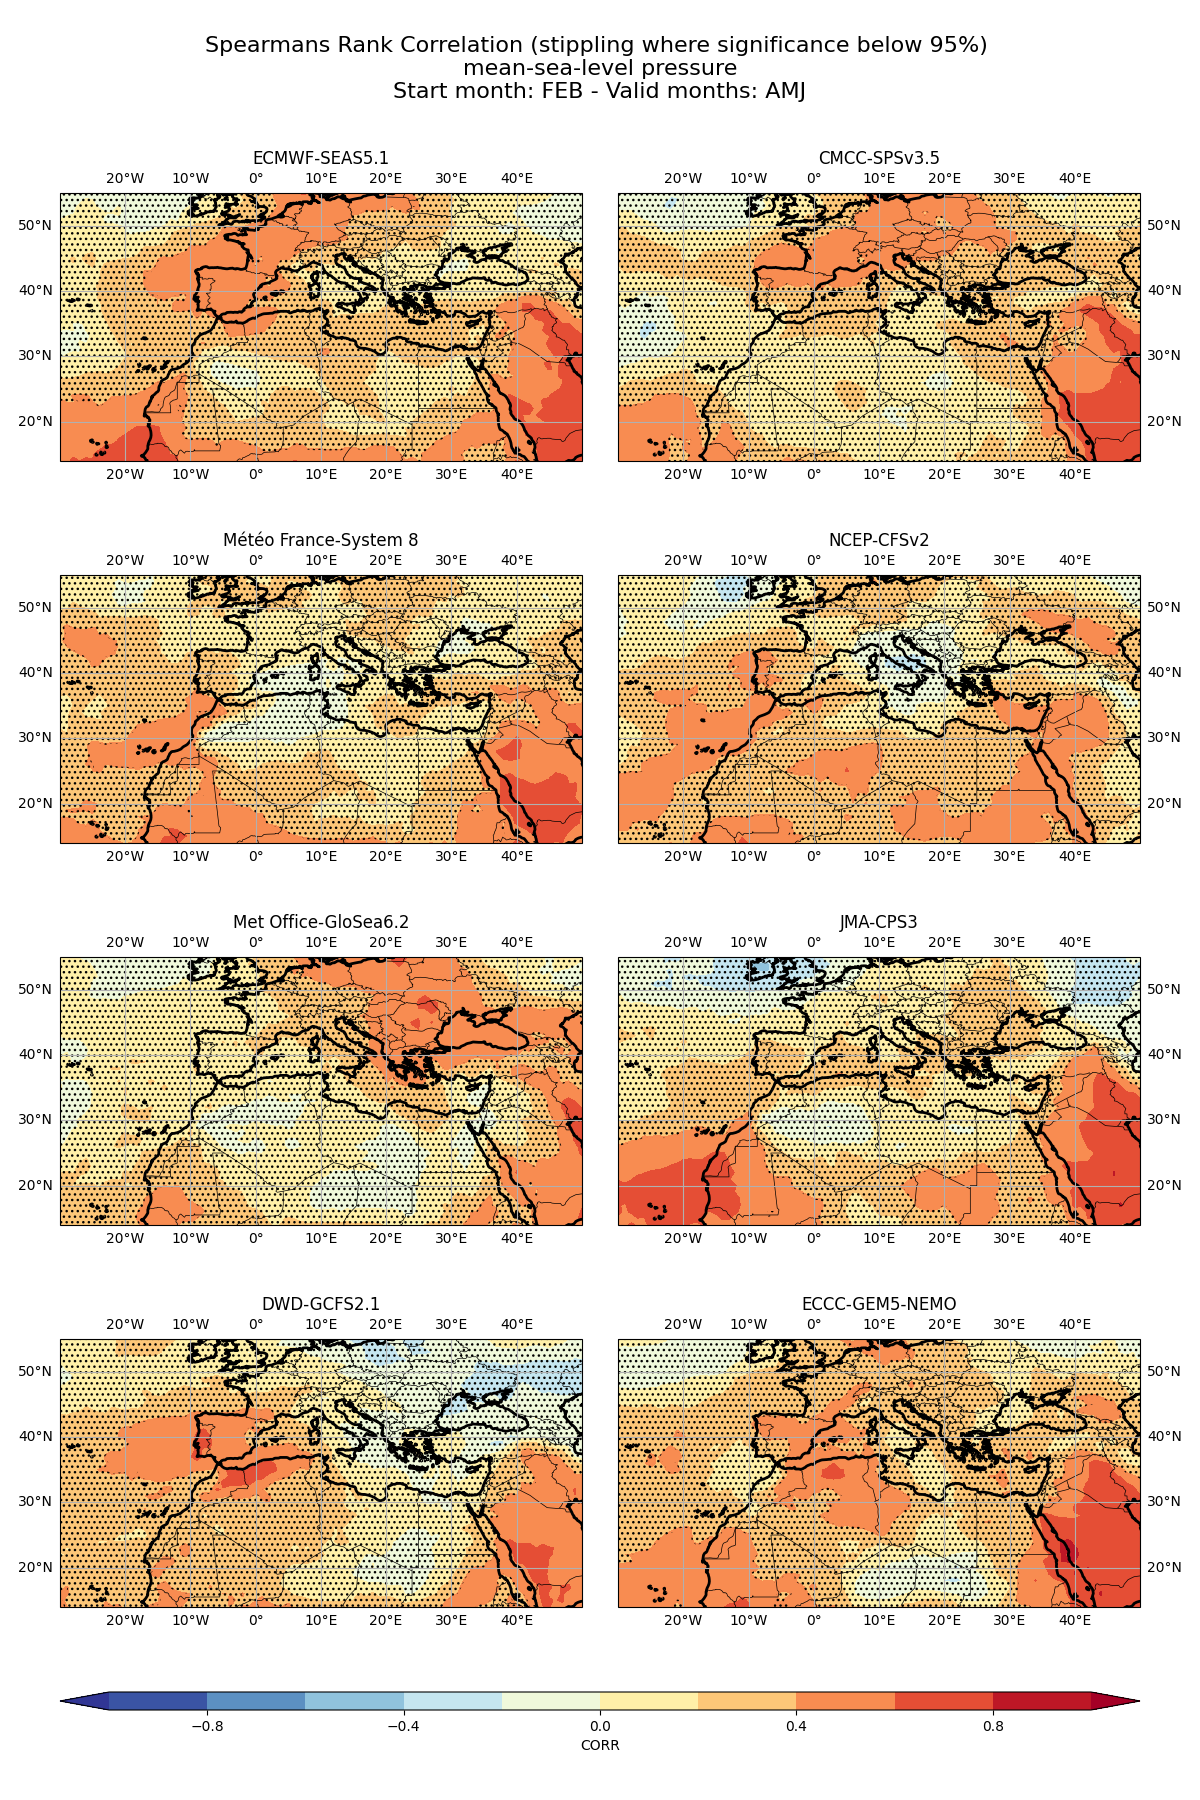 Spearmans Rank Correlation (stippling where significance below 95%)
mean-sea-level pressure
Start month: FEB - Valid months: AMJ
ECMWF-SEAS5.1
20°W 10°W 0° 10°E 20°E 30°E 40°E
50°N
40°N
30°N
20°N
20°W 10°W 0° 10°E 20°E 30°E 40°E
CMCC-SPSv3.5
20°W 10°W 0° 10°E 20°E 30°E 40°E
50°N
40°N
30°N
20°N
20°W 10°W 0° 10°E 20°E 30°E 40°E
Météo France-System 8
20°W 10°W 0° 10°E 20°E 30°E 40°E
50°N
40°N
30°N
20°N
20°W 10°W 0° 10°E 20°E 30°E 40°E
NCEP-CFSv2
20°W 10°W 0° 10°E 20°E 30°E 40°E
50°N
40°N
30°N
20°N
20°W 10°W 0° 10°E 20°E 30°E 40°E
Met Office-GloSea6.2
20°W 10°W 0° 10°E 20°E 30°E 40°E
50°N
40°N
30°N
20°N
20°W 10°W 0° 10°E 20°E 30°E 40°E
JMA-CPS3
20°W 10°W 0° 10°E 20°E 30°E 40°E
50°N
40°N
30°N
20°N
20°W 10°W 0° 10°E 20°E 30°E 40°E
DWD-GCFS2.1
20°W 10°W 0° 10°E 20°E 30°E 40°E
50°N
40°N
30°N
20°N
20°W 10°W 0° 10°E 20°E 30°E 40°E
ECCC-GEM5-NEMO
20°W 10°W 0° 10°E 20°E 30°E 40°E
50°N
40°N
30°N
20°N
20°W 10°W 0° 10°E 20°E 30°E 40°E
−0.8 −0.4 0.0 0.4 0.8
CORR